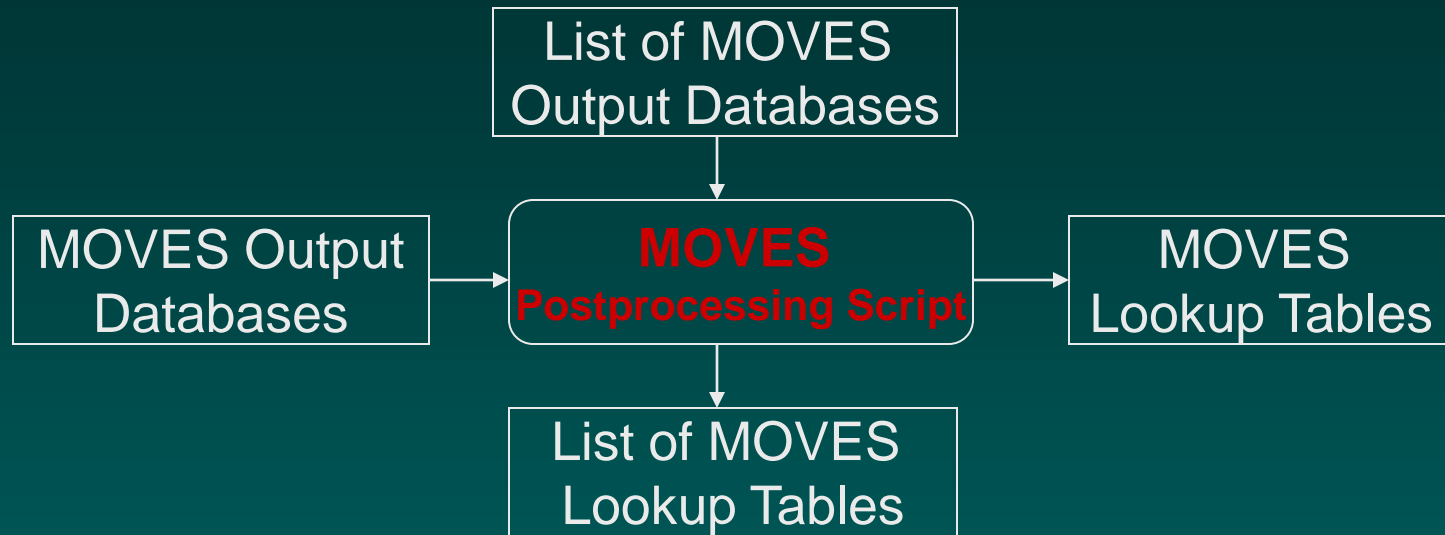 List of MOVES
Output Databases
MOVES Output
Databases
MOVES
Postprocessing Script
MOVES
Lookup Tables
List of MOVES
Lookup Tables